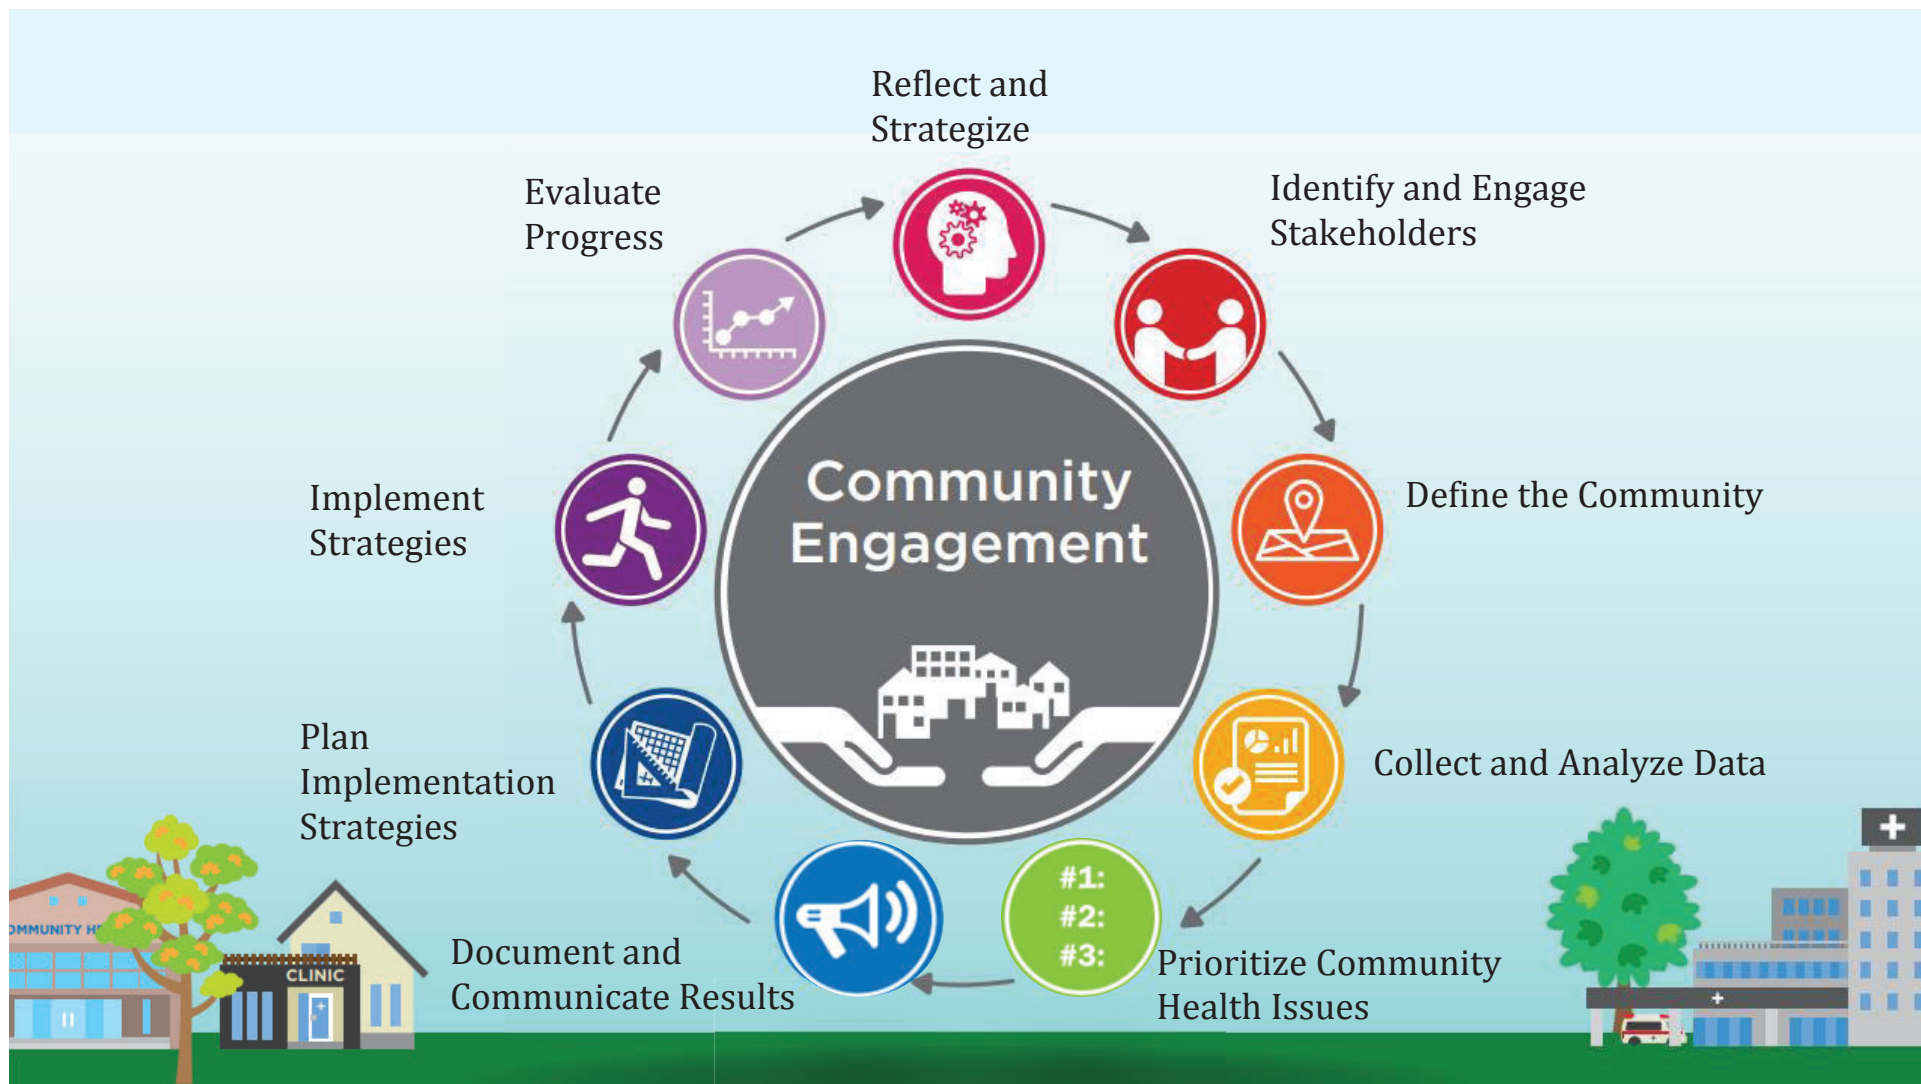 Reflect and
Strategize
Identify and Engage
Stakeholders
Define the Community
Collect and Analyze Data
#1:
#2:
#3:
Prioritize Community
Health Issues
Document and
Communicate Results
Plan
Implementation
Strategies
Implement
Strategies
Evaluate
Progress
Community
Engagement
CLINIC